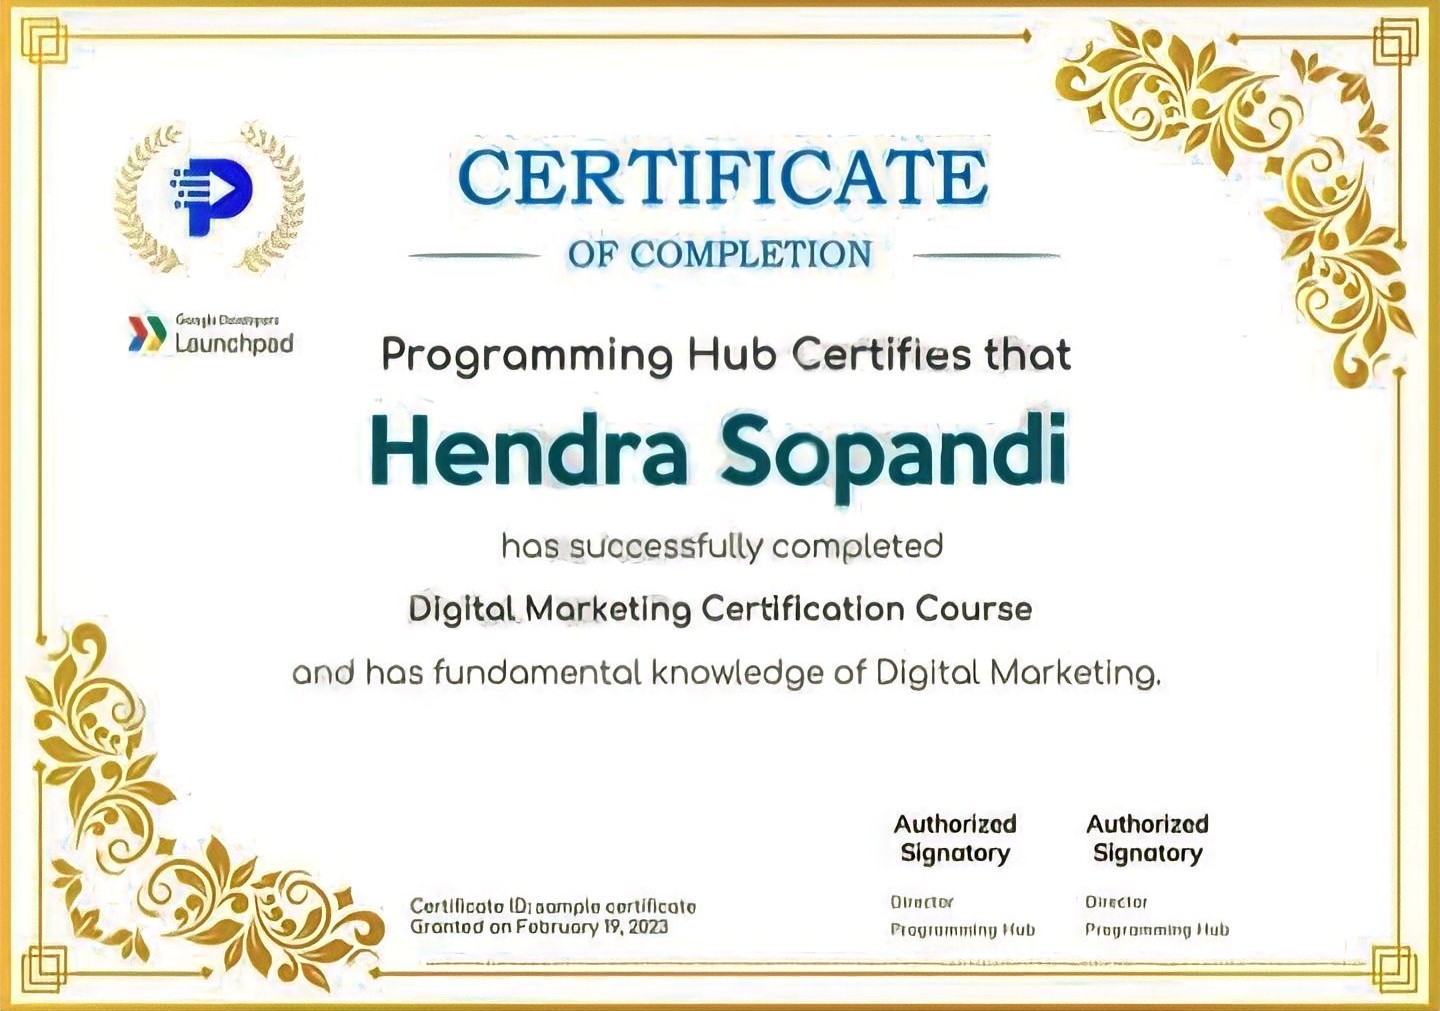 CERTIFICATE
OF COMPLETION
Launchpad
Programming Hub Certifies that
Hendra Sopandi
has successfully completed
Digital Marketing Certification Course
and has fundamental knowledge of Digital Marketing.
Authorized
Signatory
Authorized
Signatory
Certificate ID: sample certificate
Granted on February 19, 2023
Director
Programming Hub
Director
Programming Hub